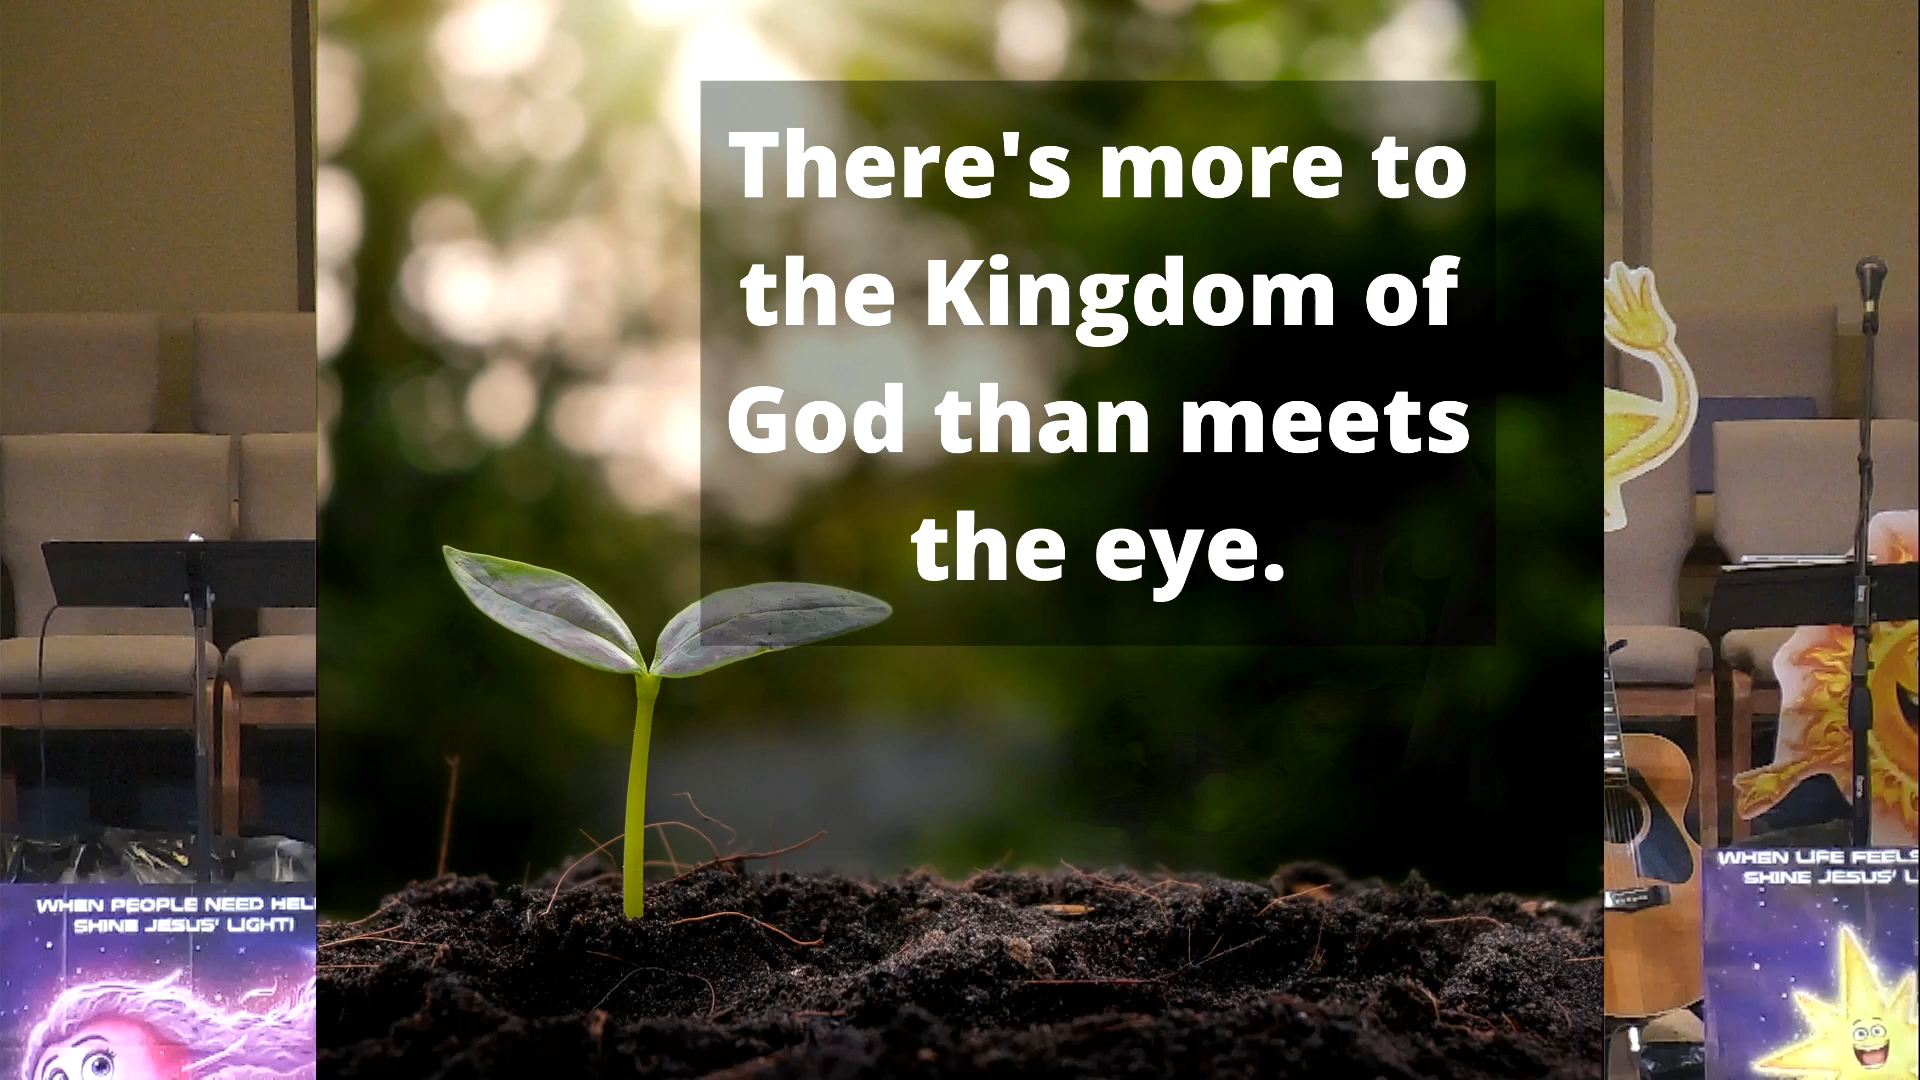 There's more to
the Kingdom of
God than meets
the eye.
WHEN PEOPLE NEED
SHINE JESUS' LIGHT!
WHEN LIFE FEELS
SHINE JESUS'